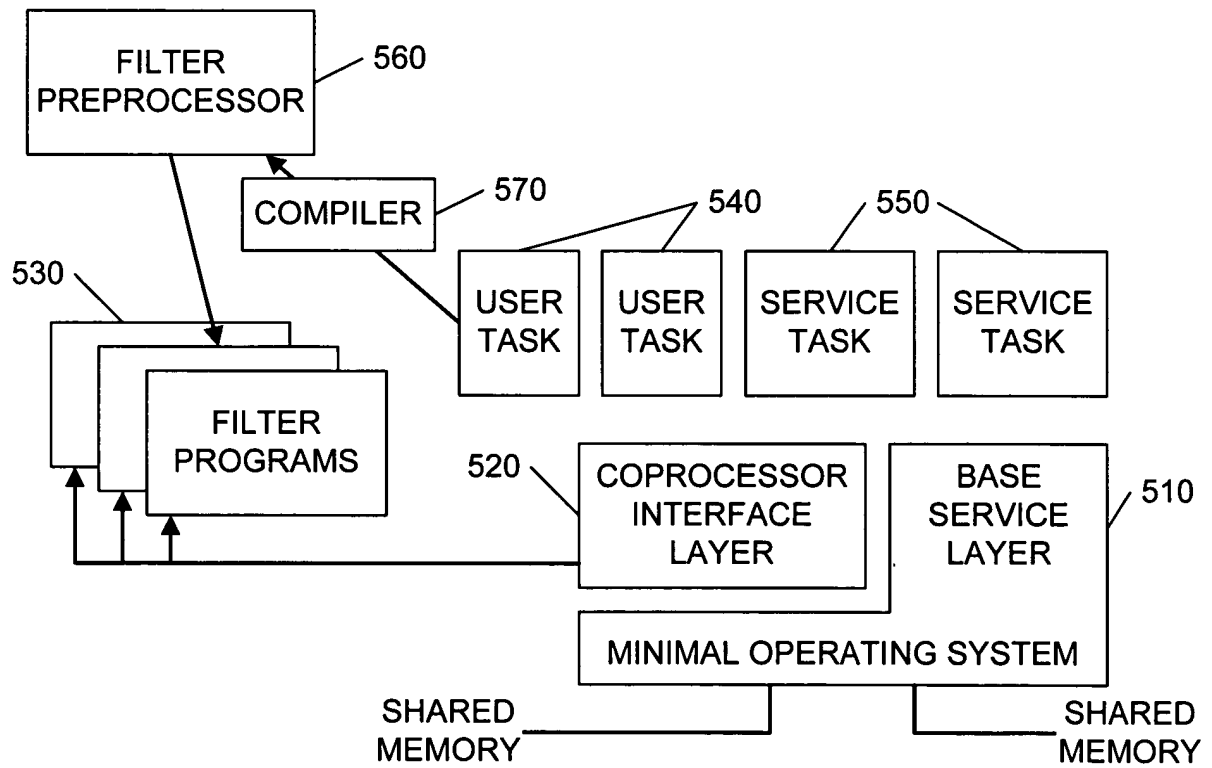 FILTER
PREPROCESSOR
560
COMPILER
570
540
550
530
USER
TASK
USER
TASK
SERVICE
TASK
SERVICE
TASK
FILTER
PROGRAMS
520
COPROCESSOR
INTERFACE
LAYER
BASE
SERVICE
LAYER
510
MINIMAL OPERATING SYSTEM
SHARED
MEMORY
SHARED
MEMORY